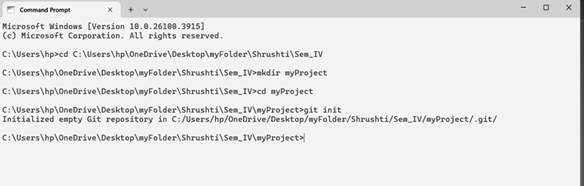 Command Prompt
Microsoft Windows [Version 10.0.26100.3915]
(c) Microsoft Corporation. All rights reserved.
C:\Users\hp>cd C:\Users\hp\OneDrive\Desktop\myFolder\Shrushti\Sem_IV
C:\Users\hp\OneDrive\Desktop\myFolder\Shrushti\Sem_IV>mkdir myProject
C:\Users\hp\OneDrive\Desktop\myFolder\Shrushti\Sem_IV>cd myProject
C:\Users\hp\OneDrive\Desktop\myFolder\Shrushti\Sem_IV\myProject>git init
Initialized empty Git repository in C:/Users/hp/OneDrive/Desktop/myFolder/Shrushti/Sem_IV/myProject/.git/
C:\Users\hp\OneDrive\Desktop\myFolder\Shrushti\Sem_IV\myProject>